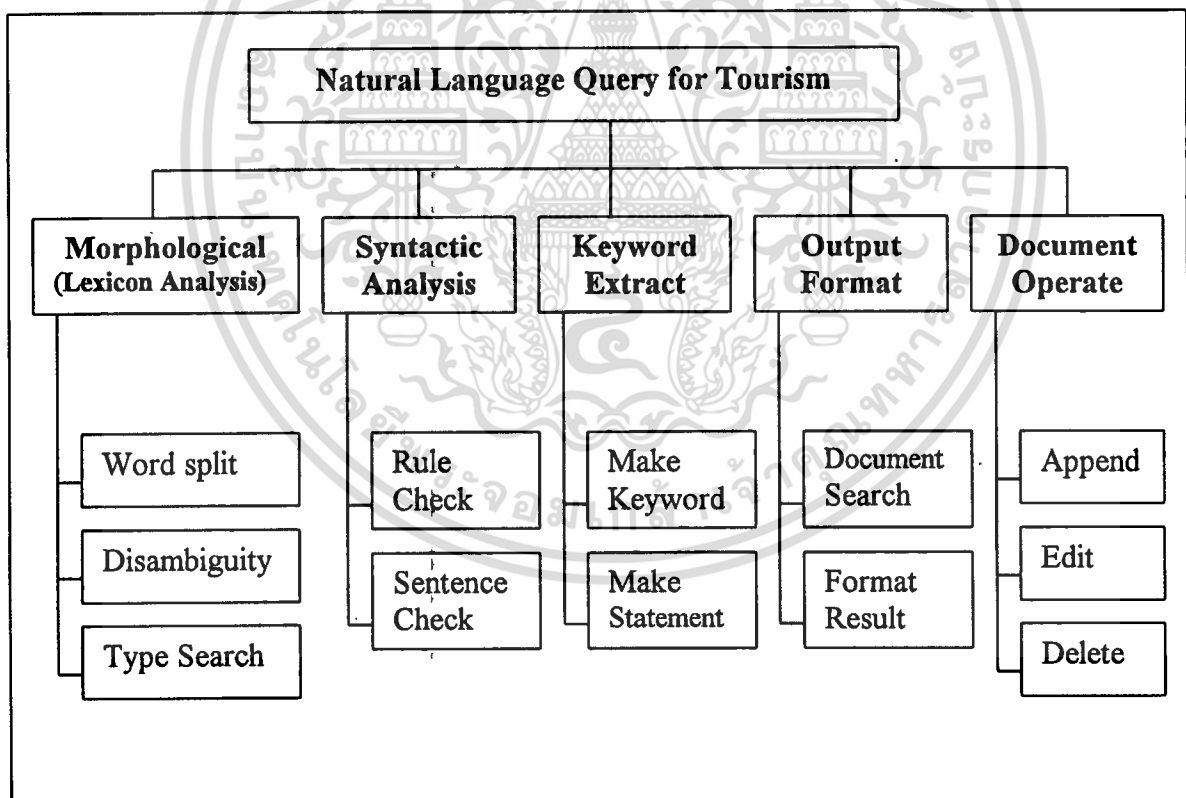 Natural Language Query for Tourism
Morphological
(Lexicon Analysis)
Syntactic
Analysis
Keyword
Extract
Output
Format
Document
Operate
Word split
Disambiguity
Type Search
Rule
Check
Sentence
Check
Make
Keyword
Make
Statement
Document
Search
Format
Result
Append
Edit
Delete